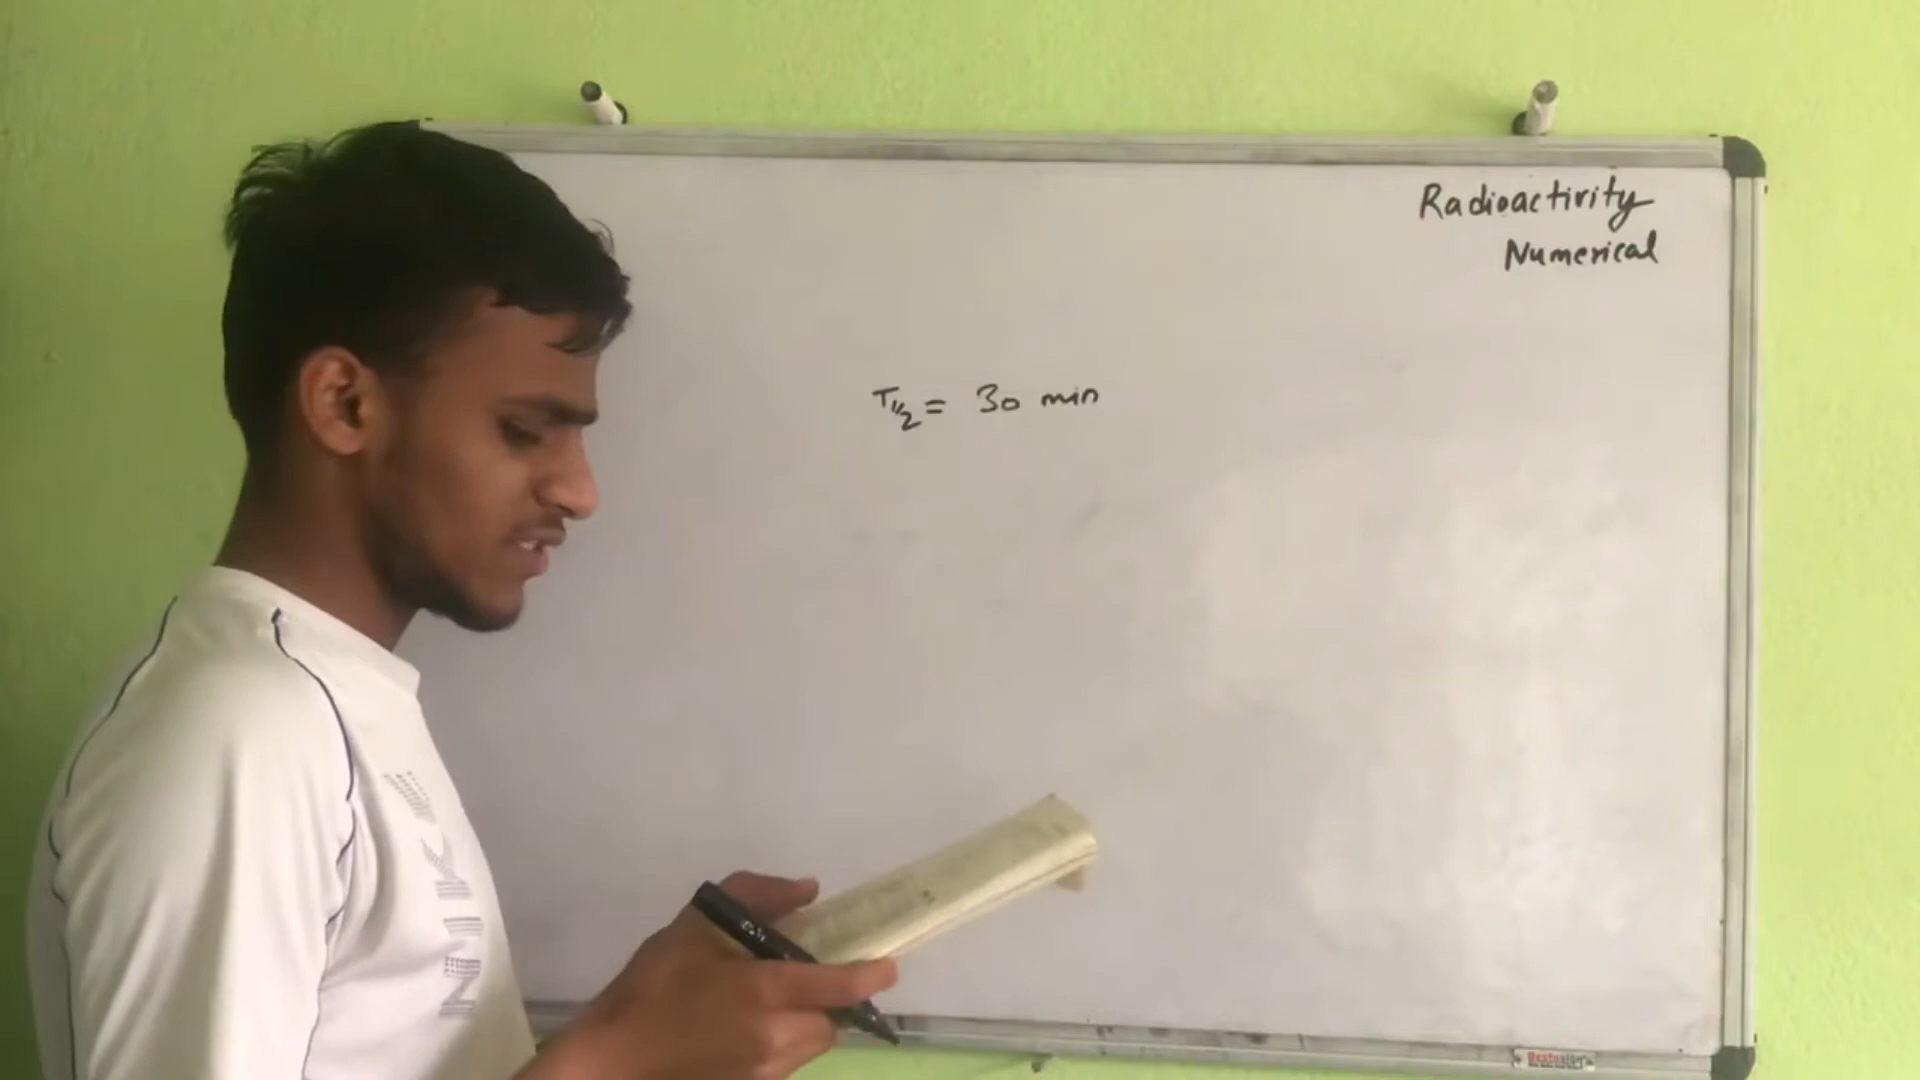 Radioactivity
Numerical
T1/2 = 30 min